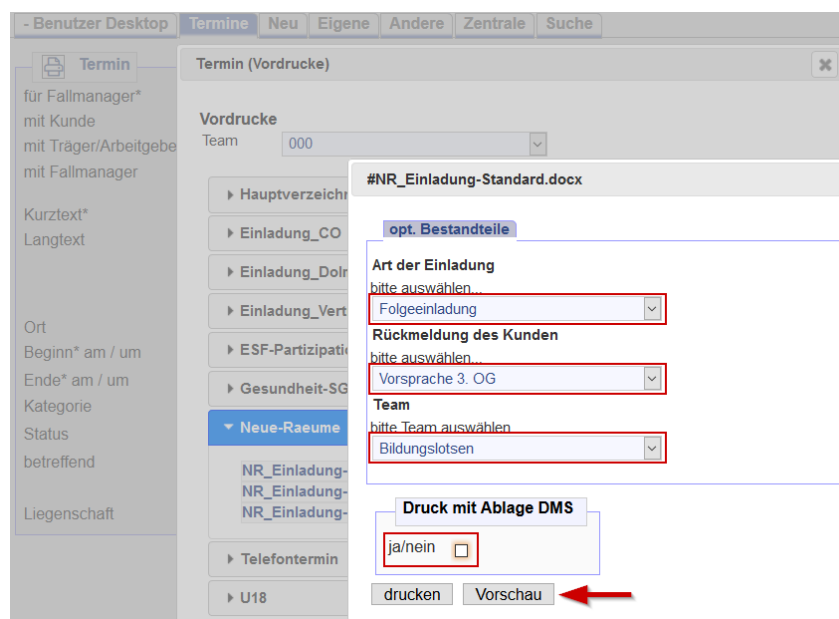 - Benutzer Desktop Termine Neu Eigene Andere Zentrale Suche
Termin
für Fallmanager*
mit Kunde
mit Träger/Arbeitgebe
mit Fallmanager
Kurztext*
Langtext
Ort
Beginn* am / um
Ende* am / um
Kategorie
Status
betreffend
Liegenschaft
Termin (Vordrucke)
Vordrucke
Team 000
Hauptverzeichn
Einladung_CO
Einladung_Dolm
Einladung_Vert
ESF-Partizipatio
Gesundheit-SG
Neue-Raeume
NR_Einladung-
NR_Einladung-
NR_Einladung-
Telefontermin
U18
#NR_Einladung-Standard.docx
opt. Bestandteile
Art der Einladung
bitte auswählen...
Folgeeinladung
Rückmeldung des Kunden
bitte auswählen...
Vorsprache 3. OG
Team
bitte Team auswählen
Bildungslotsen
Druck mit Ablage DMS
ja/nein
drucken Vorschau